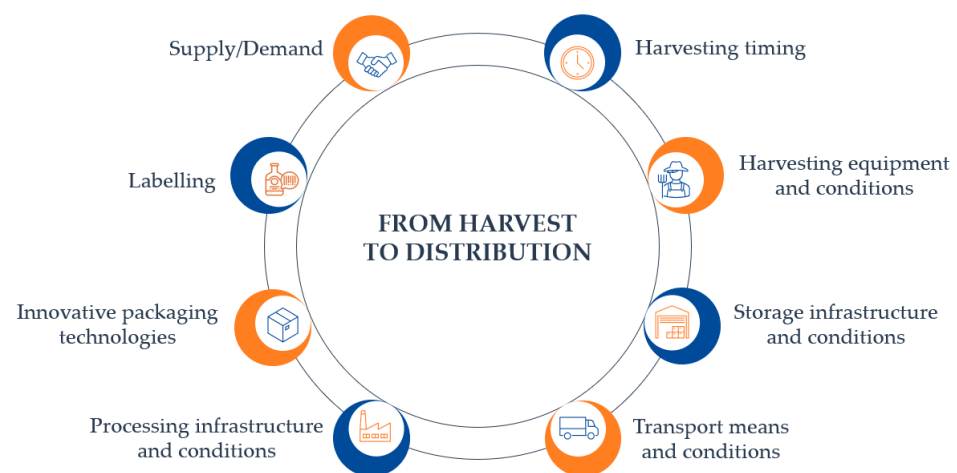 FROM HARVEST
TO DISTRIBUTION
Harvesting timing
Harvesting equipment
and conditions
Storage infrastructure
and conditions
Transport means
and conditions
Processing infrastructure
and conditions
Innovative packaging
technologies
Labelling
Supply/Demand